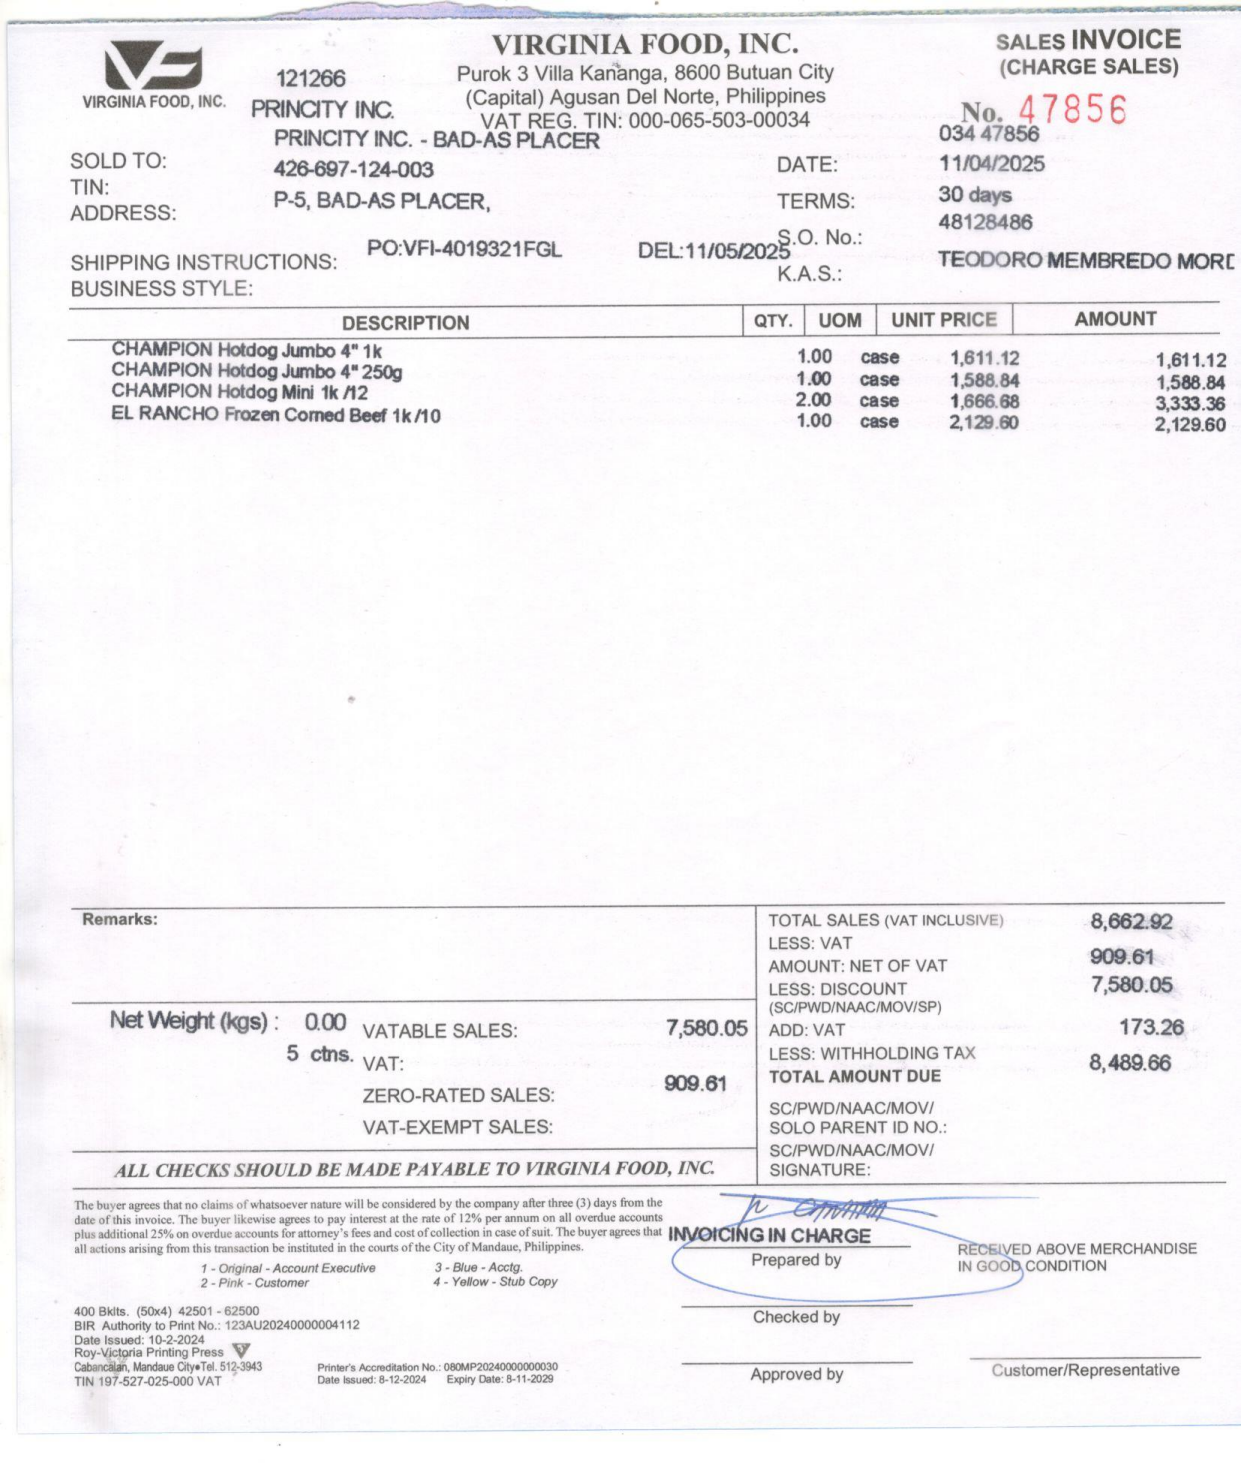 VIRGINIA FOOD, INC.
VIRGINIA FOOD, INC.
Purok 3 Villa Kananga, 8600 Butuan City
(Capital) Agusan Del Norte, Philippines
VAT REG. TIN: 000-065-503-00034
SALES INVOICE
(CHARGE SALES)
No. 47856
034 47856
121266
PRINCITY INC.
PRINCITY INC. - BAD-AS PLACER
SOLD TO:
TIN: 426-697-124-003
ADDRESS: P-5, BAD-AS PLACER,
DATE: 11/04/2025
TERMS: 30 days
S.O. No.: 48128486
K.A.S.: TEODORO MEMBREDO MORE
SHIPPING INSTRUCTIONS: PO:VFI-4019321FGL DEL:11/05/2025
BUSINESS STYLE:
DESCRIPTION QTY. UOM UNIT PRICE AMOUNT
CHAMPION Hotdog Jumbo 4" 1k 1.00 case 1,611.12 1,611.12
CHAMPION Hotdog Jumbo 4" 250g 1.00 case 1,588.84 1,588.84
CHAMPION Hotdog Mini 1k /12 2.00 case 1,666.68 3,333.36
EL RANCHO Frozen Corned Beef 1k /10 1.00 case 2,129.60 2,129.60
Remarks:
Net Weight (kgs) : 0.00
5 ctns.
VATABLE SALES: 7,580.05
VAT: 909.61
ZERO-RATED SALES:
VAT-EXEMPT SALES:
TOTAL SALES (VAT INCLUSIVE) 8,662.92
LESS: VAT 909.61
AMOUNT: NET OF VAT 7,580.05
LESS: DISCOUNT
(SC/PWD/NAAC/MOV/SP)
ADD: VAT 173.26
LESS: WITHHOLDING TAX
TOTAL AMOUNT DUE 8,489.66
SC/PWD/NAAC/MOV/
SOLO PARENT ID NO.:
SC/PWD/NAAC/MOV/
SIGNATURE:
ALL CHECKS SHOULD BE MADE PAYABLE TO VIRGINIA FOOD, INC.
The buyer agrees that no claims of whatsoever nature will be considered by the company after three (3) days from the
date of this invoice. The buyer likewise agrees to pay interest at the rate of 12% per annum on all overdue accounts
plus additional 25% on overdue accounts for attorney's fees and cost of collection in case of suit. The buyer agrees that
all actions arising from this transaction be instituted in the courts of the City of Mandaue, Philippines.
1 - Original - Account Executive 3 - Blue - Acctg.
2 - Pink - Customer 4 - Yellow - Stub Copy
400 Bklts. (50x4) 42501 - 62500
BIR Authority to Print No.: 123AU20240000004112
Date Issued: 10-2-2024
Roy-Victoria Printing Press
Cabancalan, Mandaue City•Tel. 512-3943
TIN 197-527-025-000 VAT
Printer's Accreditation No.: 080MP20240000000030
Date Issued: 8-12-2024 Expiry Date: 8-11-2029
INVOICING IN CHARGE
Prepared by
Checked by
Approved by
RECEIVED ABOVE MERCHANDISE
IN GOOD CONDITION
Customer/Representative